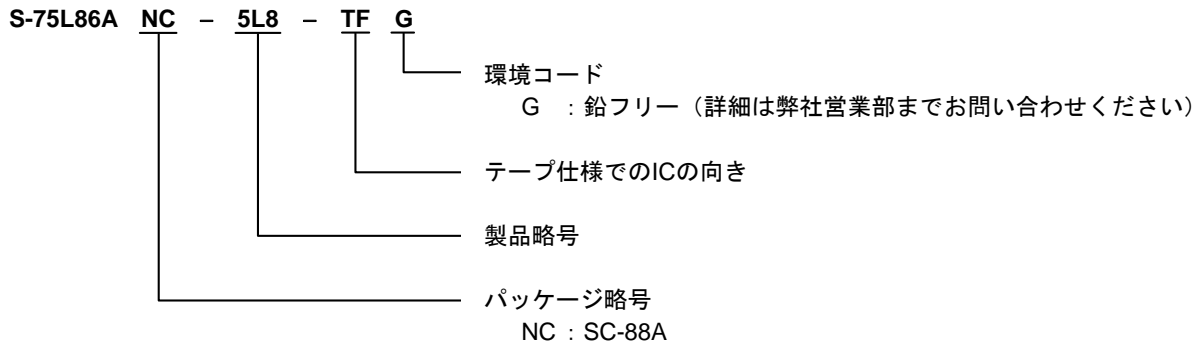 S-75L86A NC – 5L8 – TF G
環境コード
G ：鉛フリー（詳細は弊社営業部までお問い合わせください）
テープ仕様でのICの向き
製品略号
パッケージ略号
NC：SC-88A